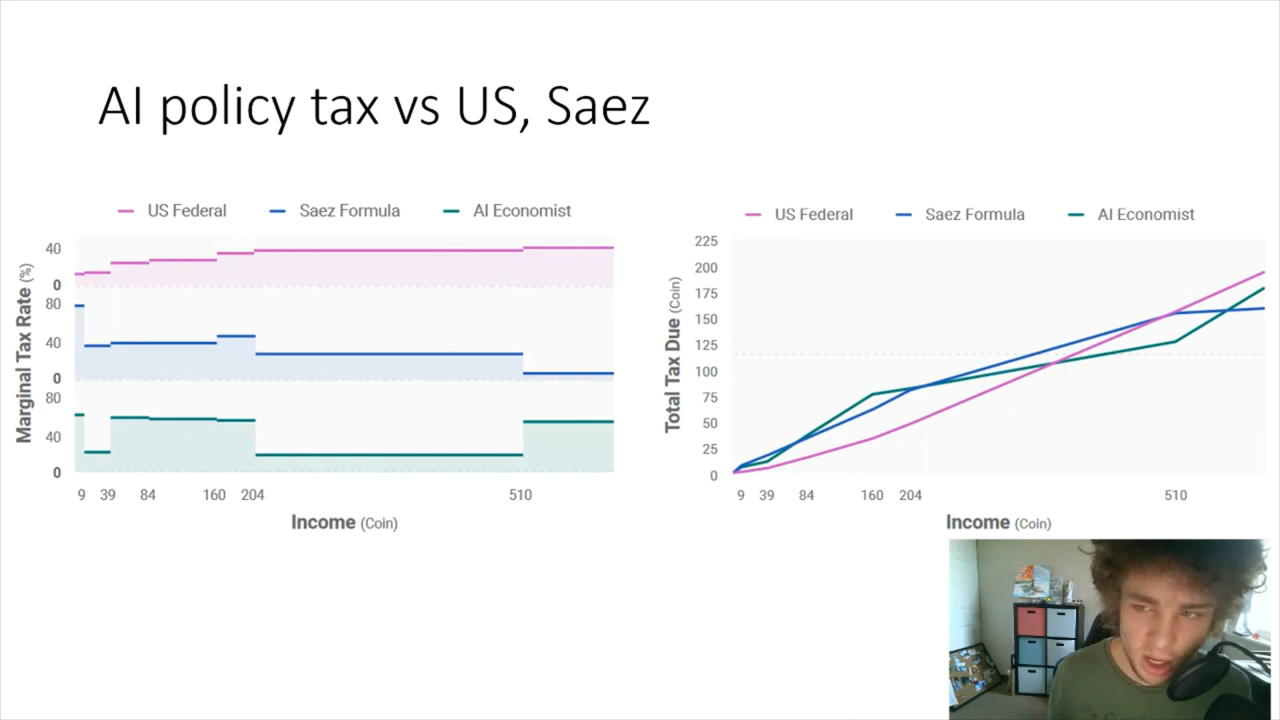 AI policy tax vs US, Saez
US Federal Saez Formula AI Economist
Marginal Tax Rate (%)
40
0
80
40
0
80
40
0
9 39 84 160 204 510
Income (Coin)
US Federal Saez Formula AI Economist
Total Tax Due (Coin)
225
200
175
150
125
100
75
50
25
0
9 39 84 160 204 510
Income (Coin)